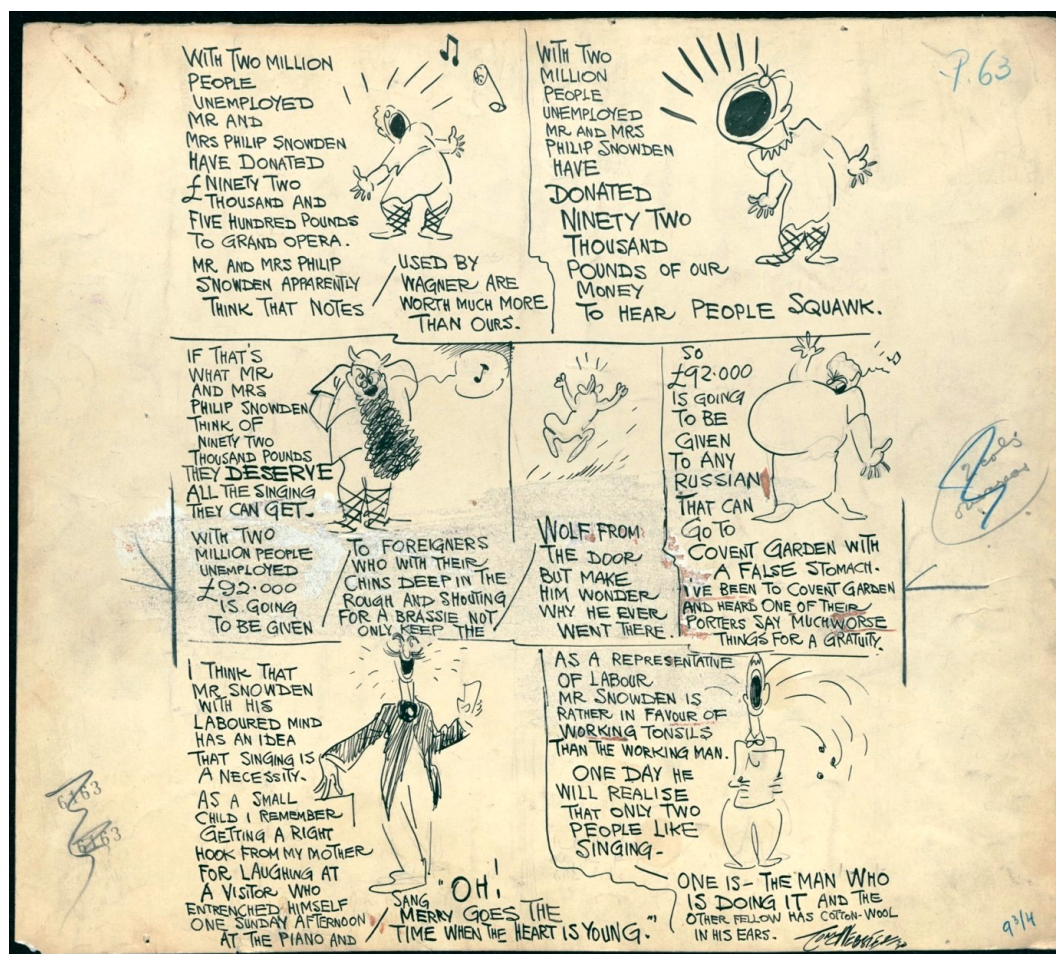 P.63
WITH TWO MILLION
PEOPLE
UNEMPLOYED
MR AND
MRS PHILIP SNOWDEN
HAVE DONATED
£NINETY TWO
THOUSAND AND
FIVE HUNDRED POUNDS
TO GRAND OPERA.
MR AND MRS PHILIP
SNOWDEN APPARENTLY
THINK THAT NOTES
USED BY
WAGNER ARE
WORTH MUCH MORE
THAN OURS.
WITH TWO
MILLION
PEOPLE
UNEMPLOYED
MR AND MRS
PHILIP SNOWDEN
HAVE
DONATED
NINETY TWO
THOUSAND
POUNDS OF OUR
MONEY
TO HEAR PEOPLE SQUAWK.
IF THAT'S
WHAT MR
AND MRS
PHILIP SNOWDEN
THINK OF
NINETY TWO
THOUSAND POUNDS
THEY DESERVE
ALL THE SINGING
THEY CAN GET.
WITH TWO
MILLION PEOPLE
UNEMPLOYED
£92.000
IS GOING
TO BE GIVEN
TO FOREIGNERS
WHO WITH THEIR
CHINS DEEP IN THE
ROUGH AND SHOUTING
FOR A BRASSIE NOT
ONLY KEEP THE
WOLF FROM
THE DOOR
BUT MAKE
HIM WONDER
WHY HE EVER
WENT THERE.
SO
£92.000
IS GOING
TO BE
GIVEN
TO ANY
RUSSIAN
THAT CAN
GO TO
COVENT GARDEN WITH
A FALSE STOMACH.
I'VE BEEN TO COVENT GARDEN
AND HEARD ONE OF THEIR
PORTERS SAY MUCH WORSE
THINGS FOR A GRATUITY.
I THINK THAT
MR SNOWDEN
WITH HIS
LABOURED MIND
HAS AN IDEA
THAT SINGING IS
A NECESSITY.
AS A SMALL
CHILD I REMEMBER
GETTING A RIGHT
HOOK FROM MY MOTHER
FOR LAUGHING AT
A VISITOR WHO
ENTRENCHED HIMSELF
ONE SUNDAY AFTERNOON
AT THE PIANO AND
SANG "OH!
MERRY GOES THE
TIME WHEN THE HEART IS YOUNG."!
AS A REPRESENTATIVE
OF LABOUR
MR SNOWDEN IS
RATHER IN FAVOUR OF
WORKING TONSILS
THAN THE WORKING MAN.
ONE DAY HE
WILL REALISE
THAT ONLY TWO
PEOPLE LIKE
SINGING-
ONE IS- THE MAN WHO
IS DOING IT AND THE
OTHER FELLOW HAS COTTON-WOOL
IN HIS EARS.
TOM WEBSTER
6163
6163
9 3/4